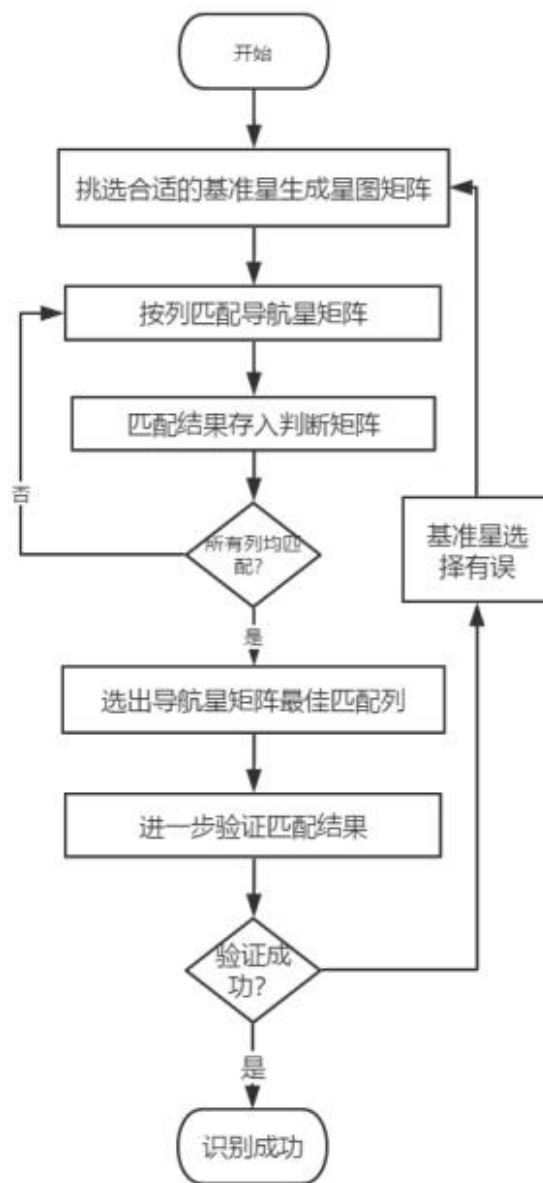 开始
挑选合适的基准星生成星图矩阵
按列匹配导航星矩阵
匹配结果存入判断矩阵
否
所有列均匹
配?
基准星选
择有误
是
选出导航星矩阵最佳匹配列
进一步验证匹配结果
验证成
功?
是
识别成功